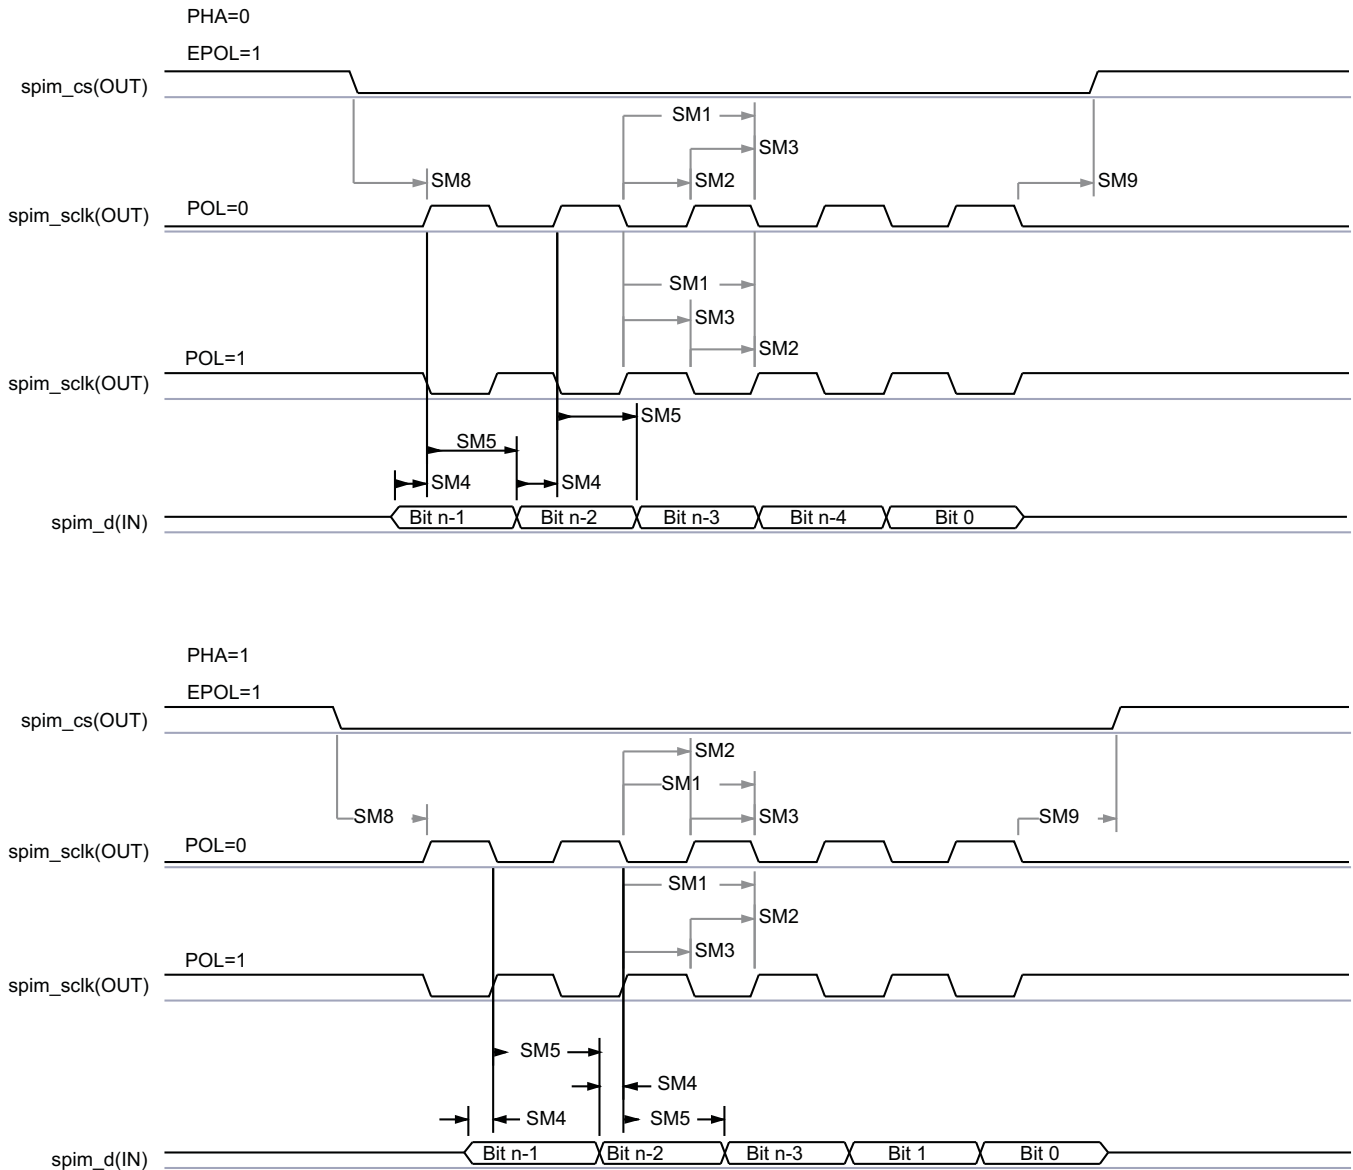 PHA=0
EPOL=1
spim_cs(OUT)
SM1
SM3
SM8 SM2 SM9
POL=0
spim_sclk(OUT)
SM1
SM3
SM2
POL=1
spim_sclk(OUT)
SM5
SM5
SM4 SM4
spim_d(IN) Bit n-1 Bit n-2 Bit n-3 Bit n-4 Bit 0
PHA=1
EPOL=1
spim_cs(OUT)
SM2
SM1
SM8 SM3 SM9
POL=0
spim_sclk(OUT)
SM1
SM2
SM3
POL=1
spim_sclk(OUT)
SM5
SM4
SM4 SM5
spim_d(IN) Bit n-1 Bit n-2 Bit n-3 Bit 1 Bit 0